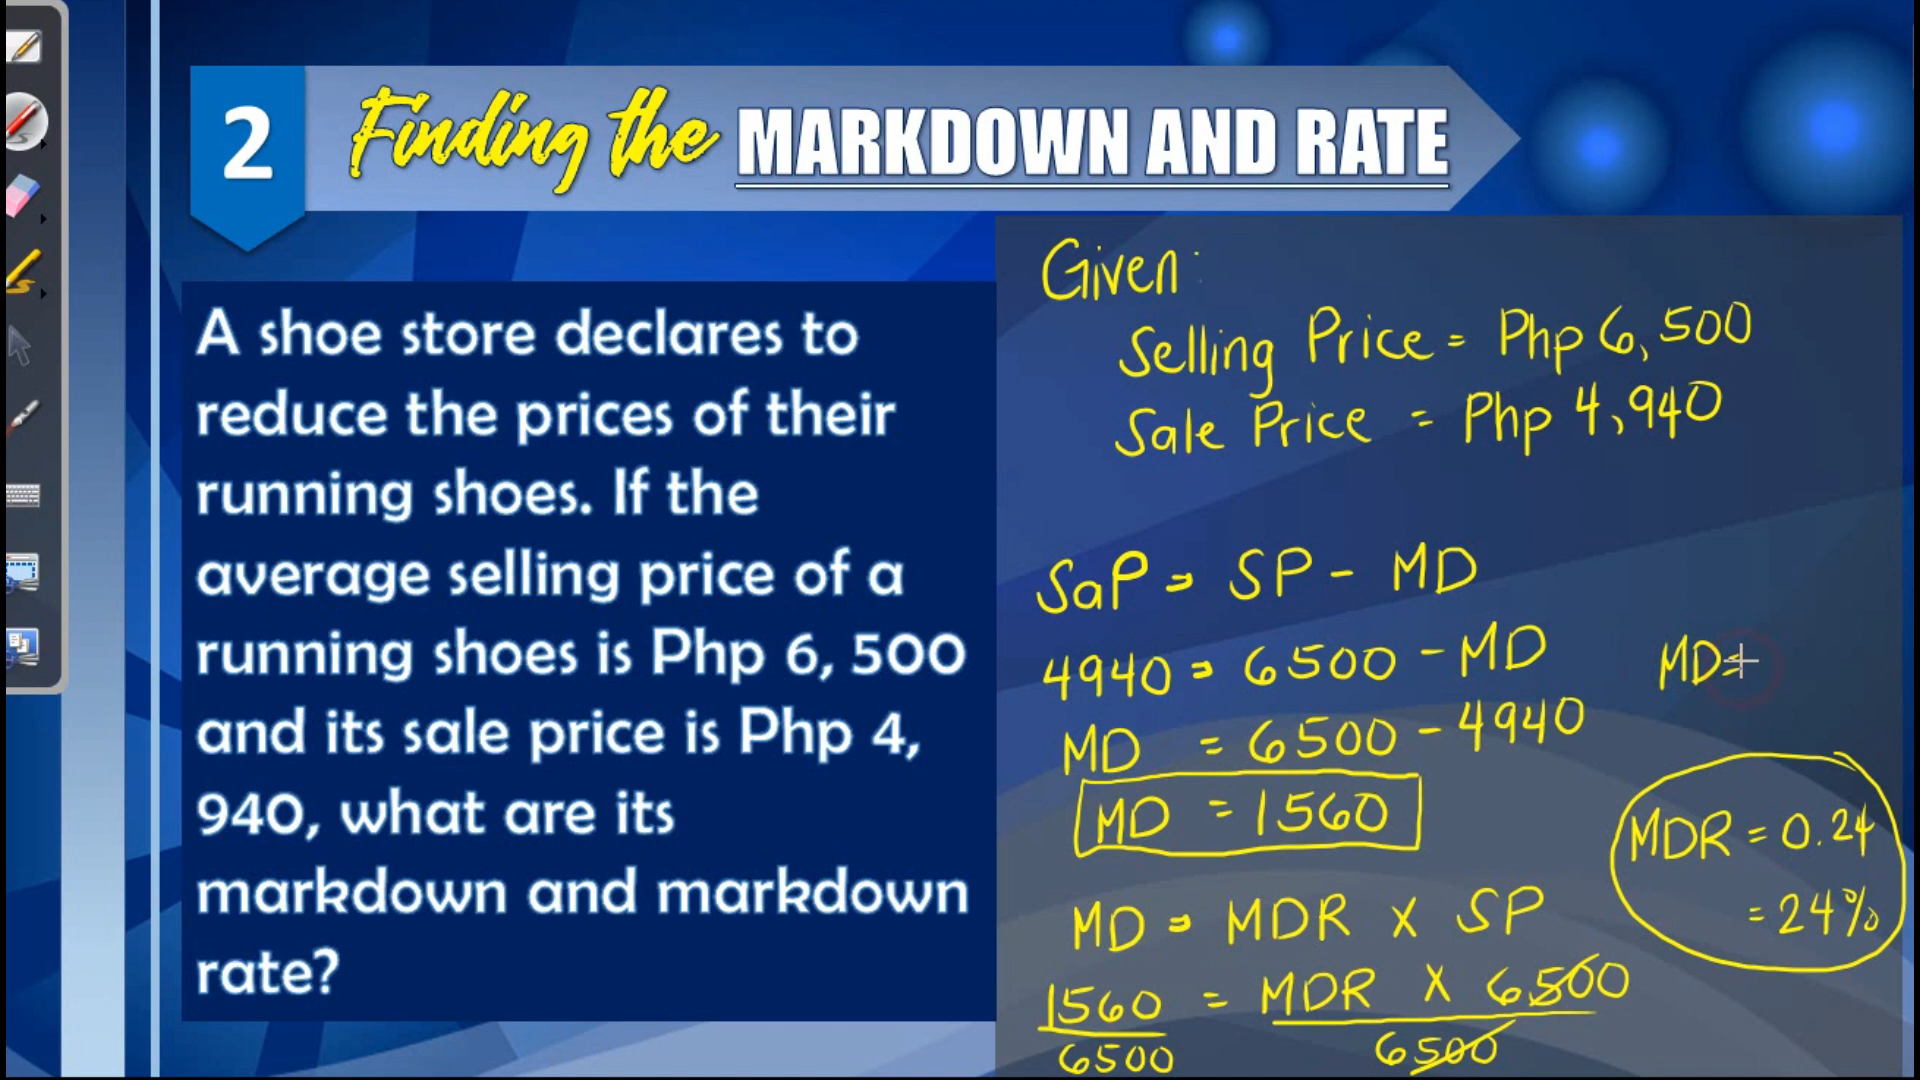 2
Finding the MARKDOWN AND RATE
A shoe store declares to
reduce the prices of their
running shoes. If the
average selling price of a
running shoes is Php 6, 500
and its sale price is Php 4,
940, what are its
markdown and markdown
rate?
Given:
Selling Price = Php 6,500
Sale Price = Php 4,940
SaP = SP - MD
4940 = 6500 - MD
MD = 6500 - 4940
MD = 1560
MD = MDR X SP
1560 = MDR X 6500
6500 6500
MD=
MDR = 0.24
= 24%